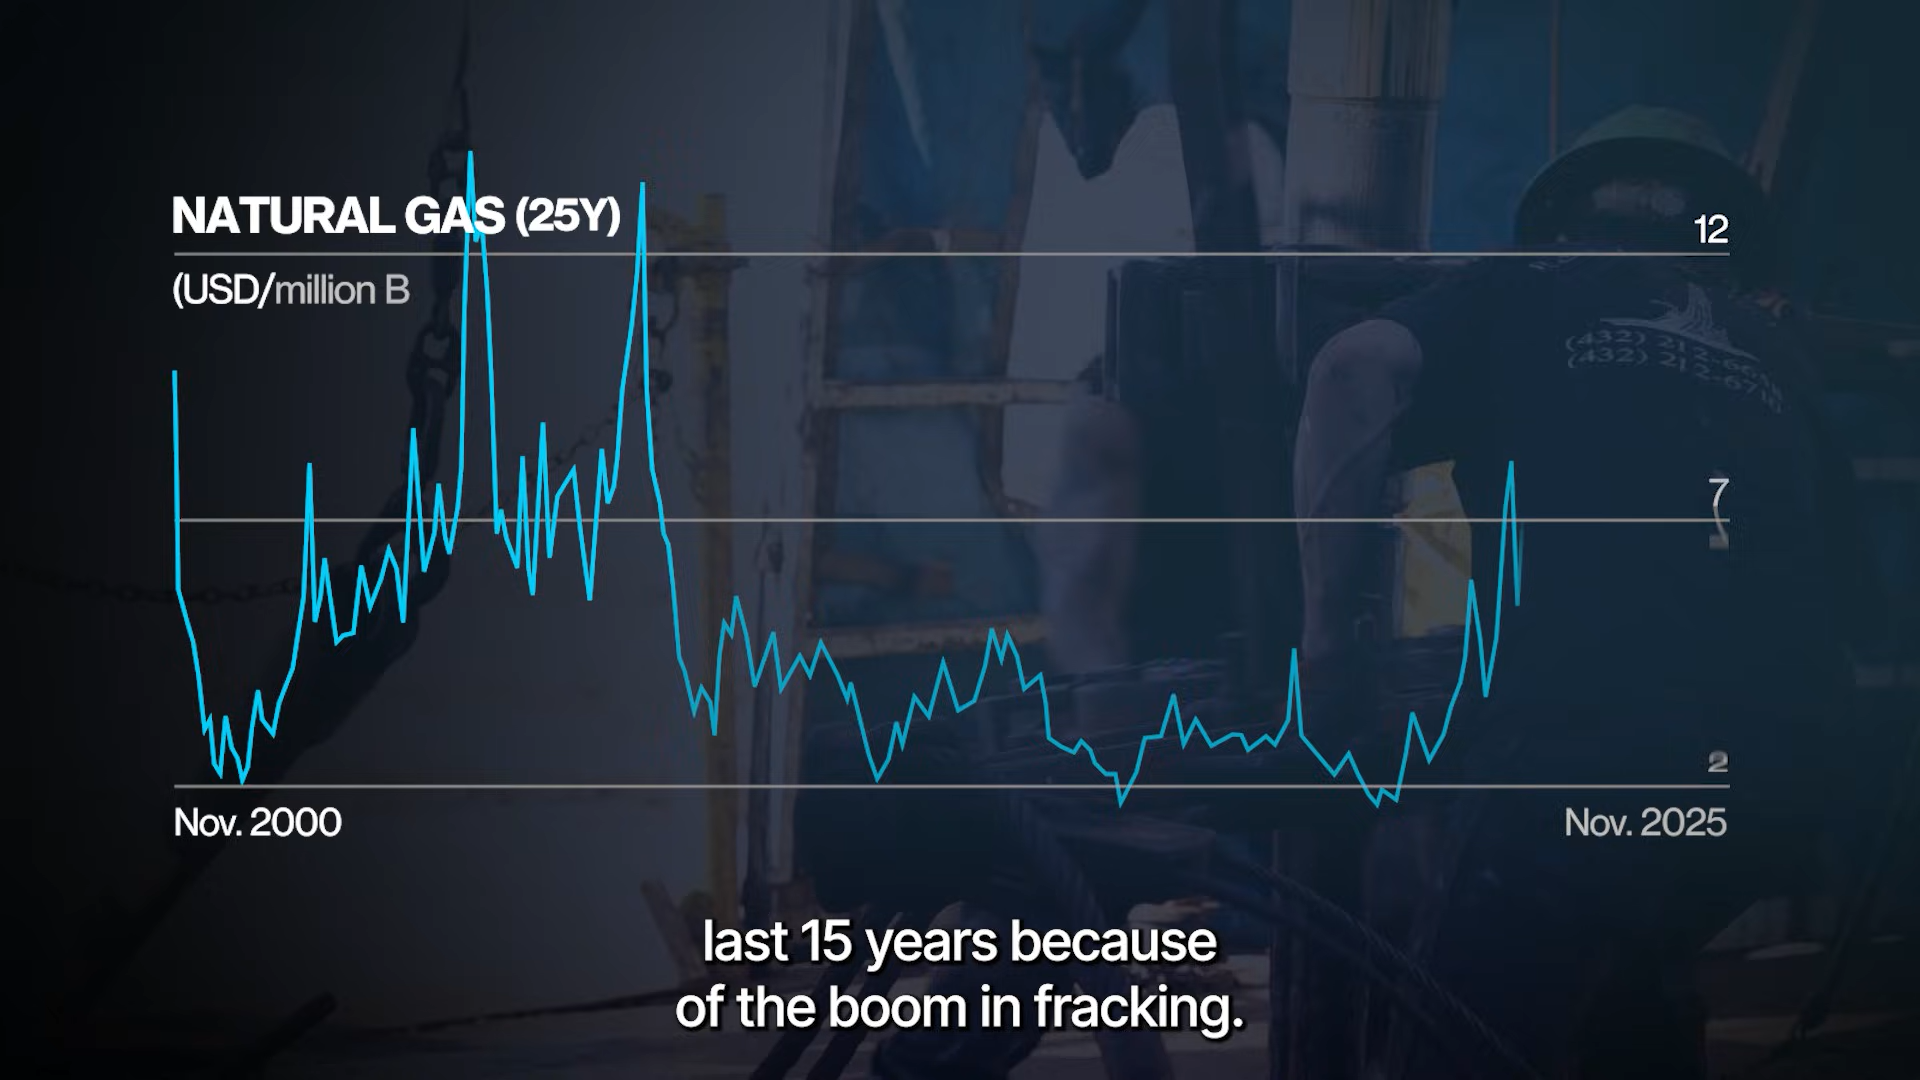 NATURAL GAS (25Y)
12
(USD/million B
7
2
Nov. 2000
Nov. 2025
last 15 years because
of the boom in fracking.